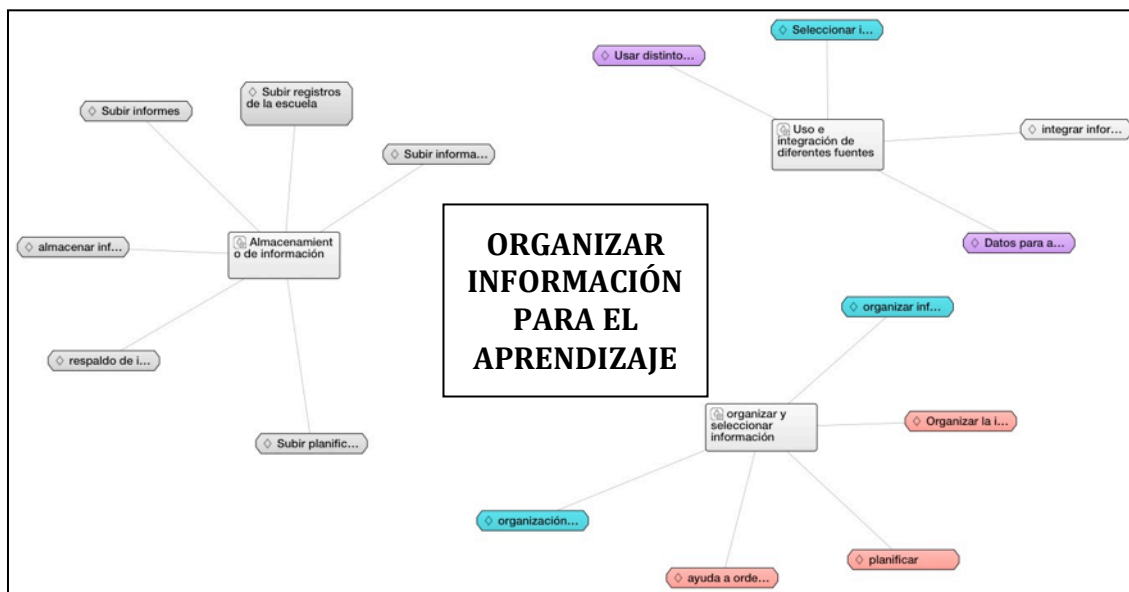 Seleccionar i...
Usar distinto...
Subir registros
de la escuela
Subir informes
Uso e
integración de
diferentes fuentes
integrar infor...
Subir informa...
Almacenamient
o de información
almacenar inf...
ORGANIZAR
INFORMACIÓN
PARA EL
APRENDIZAJE
Datos para a...
organizar inf...
respaldo de i...
organizar y
seleccionar
información
Organizar la i...
Subir planific...
organización...
planificar
ayuda a orde...